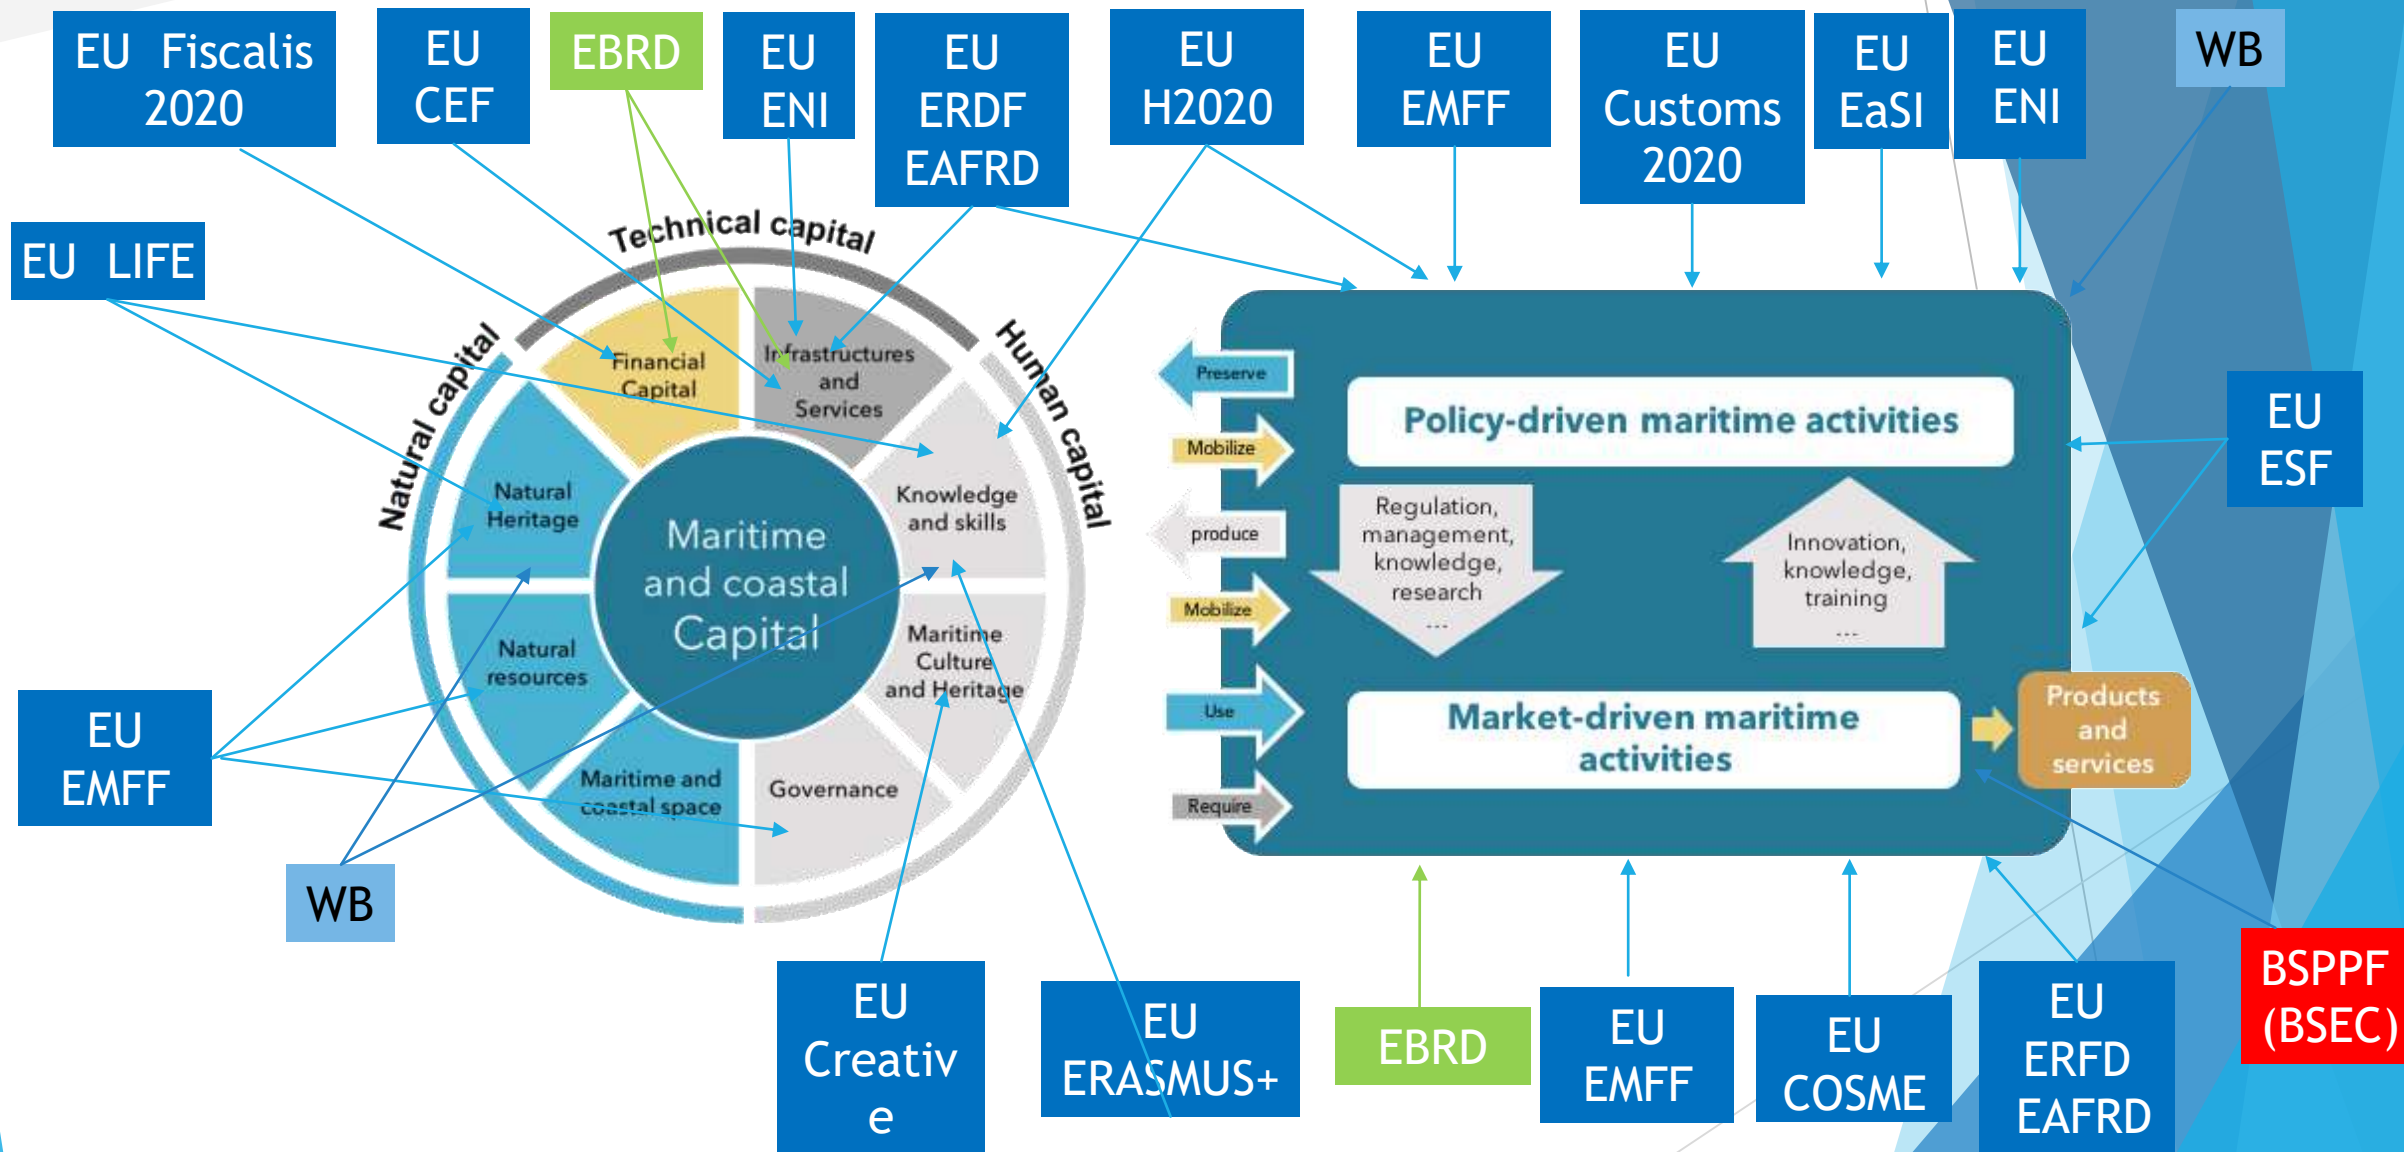 EU Fiscalis
2020
EU
CEF
EBRD
EU
ENI
EU
ERDF
EAFRD
EU
H2020
EU
EMFF
EU
Customs
2020
EU
EaSI
EU
ENI
WB
EU LIFE
Technical capital
Natural capital
Human capital
Financial
Capital
Infrastructures
and
Services
Natural
Heritage
Knowledge
and skills
Maritime
and coastal
Capital
Natural
resources
Maritime
Culture
and Heritage
Maritime and
coastal space
Governance
Preserve
Mobilize
produce
Mobilize
Use
Require
Policy-driven maritime activities
Regulation,
management,
knowledge,
research
...
Innovation,
knowledge,
training
...
Market-driven maritime
activities
Products
and
services
EU
ESF
EU
EMFF
WB
EU
Creativ
e
EU
ERASMUS+
EBRD
EU
EMFF
EU
COSME
EU
ERFD
EAFRD
BSPPF
(BSEC)